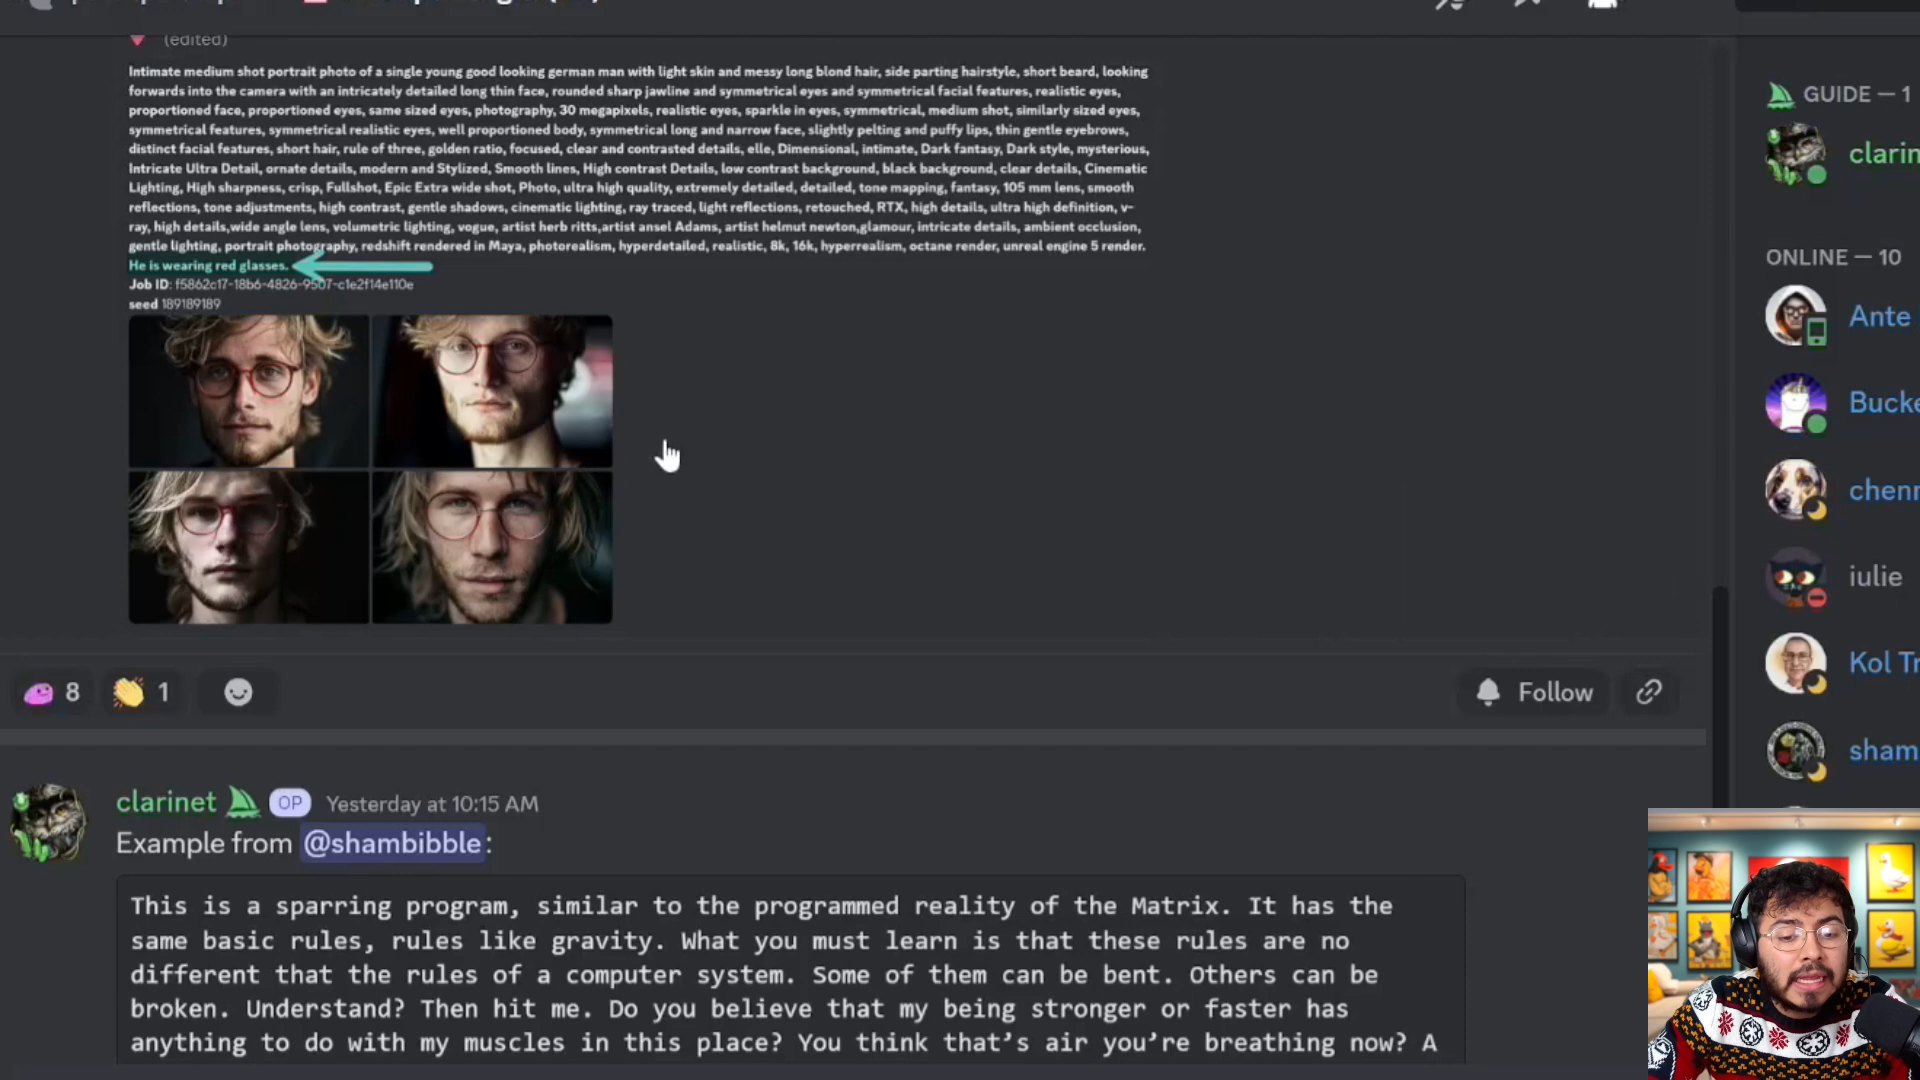 (edited)
Intimate medium shot portrait photo of a single young good looking german man with light skin and messy long blond hair, side parting hairstyle, short beard, looking
forwards into the camera with an intricately detailed long thin face, rounded sharp jawline and symmetrical eyes and symmetrical facial features, realistic eyes,
proportioned face, proportioned eyes, same sized eyes, photography, 30 megapixels, realistic eyes, sparkle in eyes, symmetrical, medium shot, similarly sized eyes,
symmetrical features, symmetrical realistic eyes, well proportioned body, symmetrical long and narrow face, slightly pelting and puffy lips, thin gentle eyebrows,
distinct facial features, short hair, rule of three, golden ratio, focused, clear and contrasted details, elle, Dimensional, intimate, Dark fantasy, Dark style, mysterious,
Intricate Ultra Detail, ornate details, modern and Stylized, Smooth lines, High contrast Details, low contrast background, black background, clear details, Cinematic
Lighting, High sharpness, crisp, Fullshot, Epic Extra wide shot, Photo, ultra high quality, extremely detailed, detailed, tone mapping, fantasy, 105 mm lens, smooth
reflections, tone adjustments, high contrast, gentle shadows, cinematic lighting, ray traced, light reflections, retouched, RTX, high details, ultra high definition, v-
ray, high details,wide angle lens, volumetric lighting, vogue, artist herb ritts,artist ansel Adams, artist helmut newton,glamour, intricate details, ambient occlusion,
gentle lighting, portrait photography, redshift rendered in Maya, photorealism, hyperdetailed, realistic, 8k, 16k, hyperrealism, octane render, unreal engine 5 render.
He is wearing red glasses.
Job ID: f5862c17-18b6-4826-9507-c1e2f14e110e
seed 189189189
8 1
Follow
clarinet OP Yesterday at 10:15 AM
Example from @shambibble:
This is a sparring program, similar to the programmed reality of the Matrix. It has the
same basic rules, rules like gravity. What you must learn is that these rules are no
different that the rules of a computer system. Some of them can be bent. Others can be
broken. Understand? Then hit me. Do you believe that my being stronger or faster has
anything to do with my muscles in this place? You think that's air you're breathing now? A
GUIDE — 1
clarin
ONLINE — 10
Ante
Bucke
chenn
iulie
Kol Tr
sham